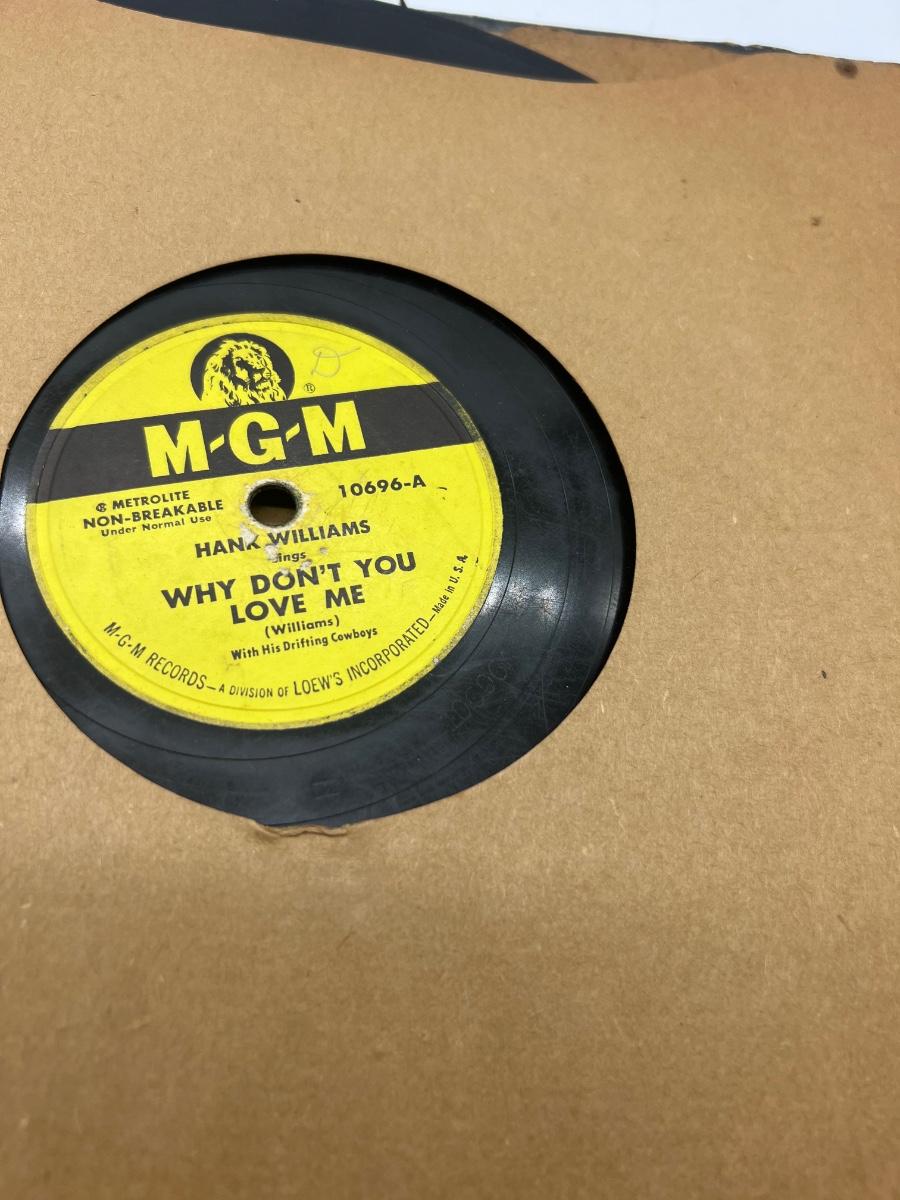 D
®
M-G-M
® METROLITE
NON-BREAKABLE
Under Normal Use
10696-A
HANK WILLIAMS
ings
WHY DON'T YOU
LOVE ME
(Williams)
With His Drifting Cowboys
M-G-M RECORDS—A DIVISION OF LOEW'S INCORPORATED—Made in U. S. A.